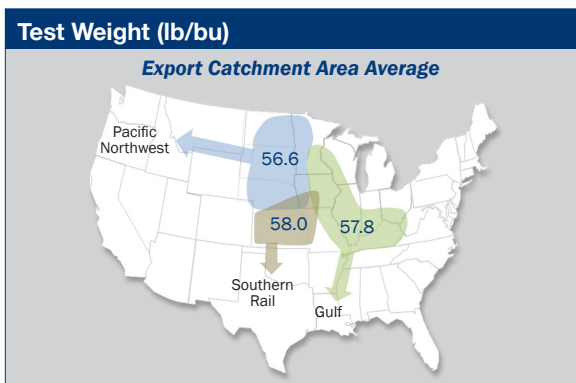 Test Weight (lb/bu)
Export Catchment Area Average
Pacific
Northwest
56.6
58.0
57.8
Southern
Rail
Gulf